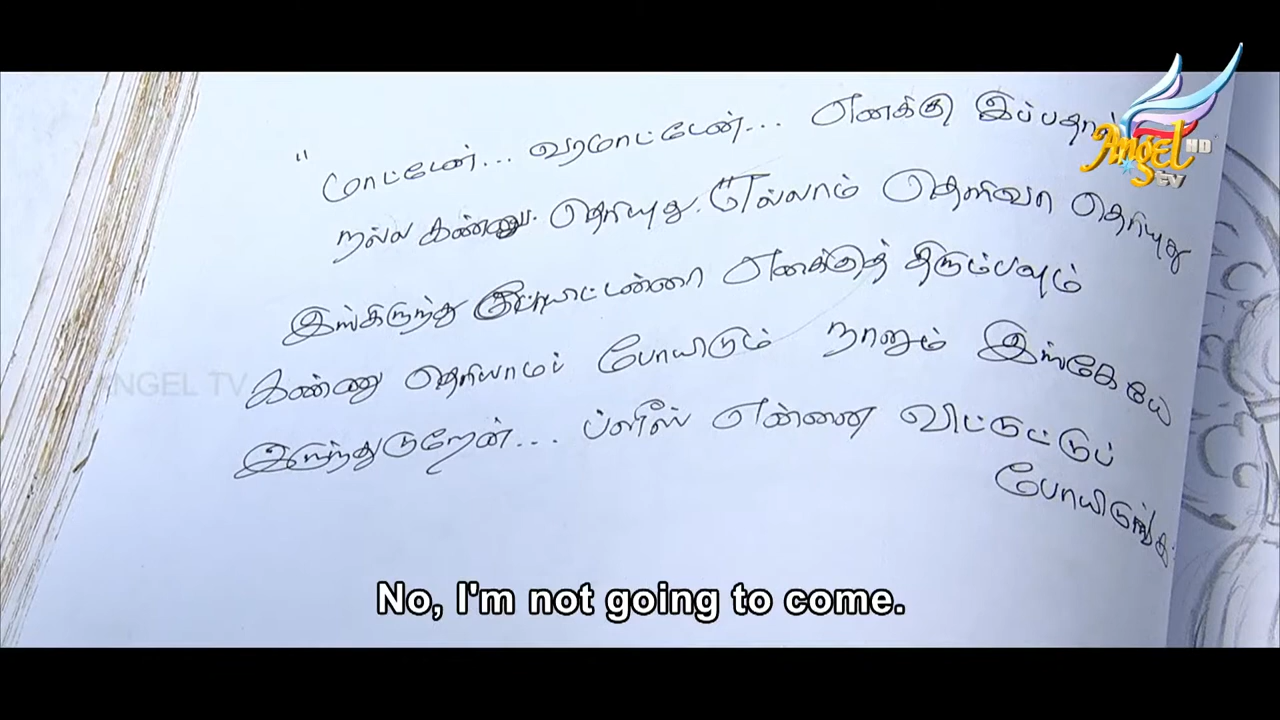 " மாட்டேன்... வரமாட்டேன்... எனக்கு இப்பதான்
நல்ல கண்ணு தெரியுது. எல்லாம் தெளிவா தெரியுது
இங்கிருந்து எனக்குத் திரும்பவும்
கண்ணு தெரியாமப் போயிடும் நானும் இங்கேயே
இருந்துடுறேன்... ப்ளீஸ் என்னை விட்டுட்டுப்
போயிடுங்க
Angel HD
TV
ANGEL TV
No, I'm not going to come.